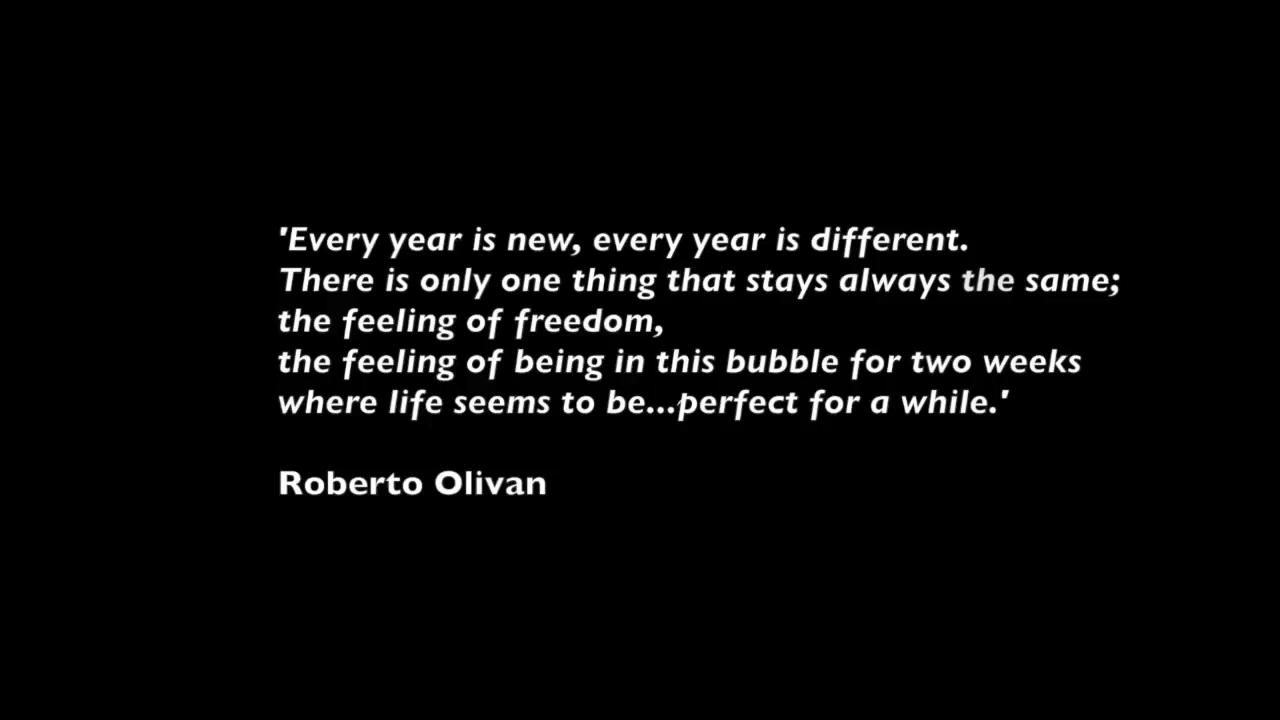 'Every year is new, every year is different.
There is only one thing that stays always the same;
the feeling of freedom,
the feeling of being in this bubble for two weeks
where life seems to be...perfect for a while.'
Roberto Olivan